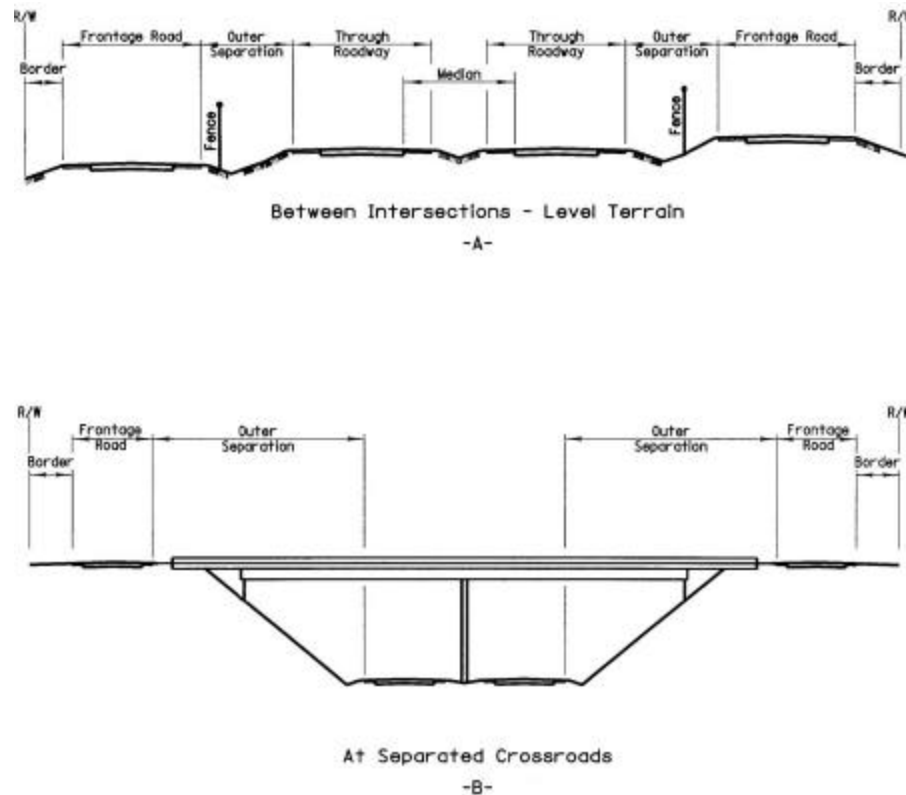 R/W
R/W
Frontage Road
Outer
Separation
Through
Roadway
Through
Roadway
Outer
Separation
Frontage Road
Border
Median
Border
Fence
Fence
Between Intersections - Level Terrain
-A-
R/W
R/W
Frontage
Road
Outer
Separation
Outer
Separation
Frontage
Road
Border
Border
At Separated Crossroads
-B-